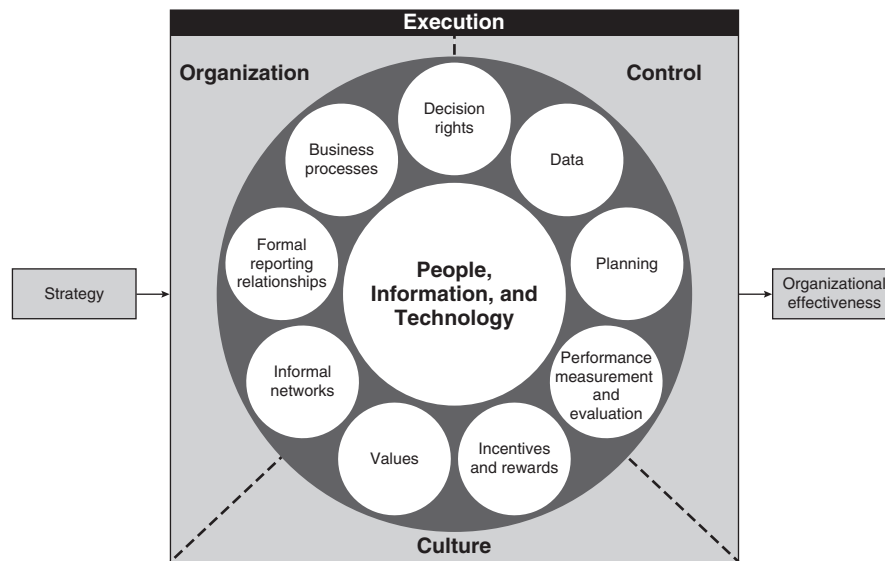 Execution
Organization
Control
Decision
rights
Business
processes
Data
Formal
reporting
relationships
Planning
People,
Information, and
Technology
Strategy
Organizational
effectiveness
Informal
networks
Performance
measurement and
evaluation
Values
Incentives
and rewards
Culture